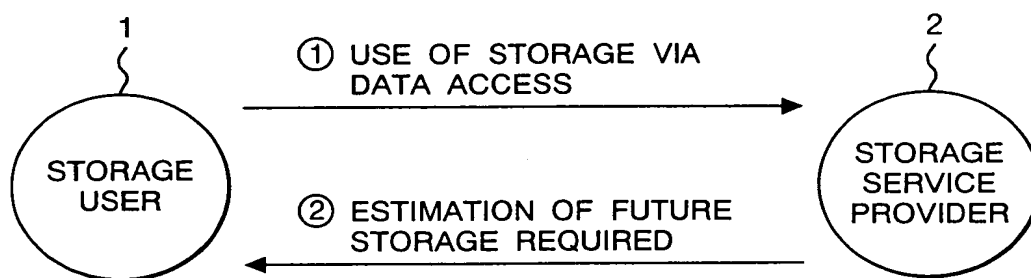 1
2
① USE OF STORAGE VIA
DATA ACCESS
STORAGE
USER
STORAGE
SERVICE
PROVIDER
② ESTIMATION OF FUTURE
STORAGE REQUIRED